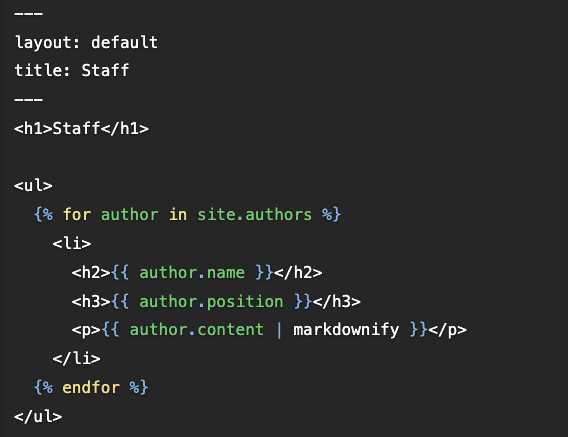 ---
layout: default
title: Staff
---
<h1>Staff</h1>

<ul>
  {% for author in site.authors %}
    <li>
      <h2>{{ author.name }}</h2>
      <h3>{{ author.position }}</h3>
      <p>{{ author.content | markdownify }}</p>
    </li>
  {% endfor %}
</ul>